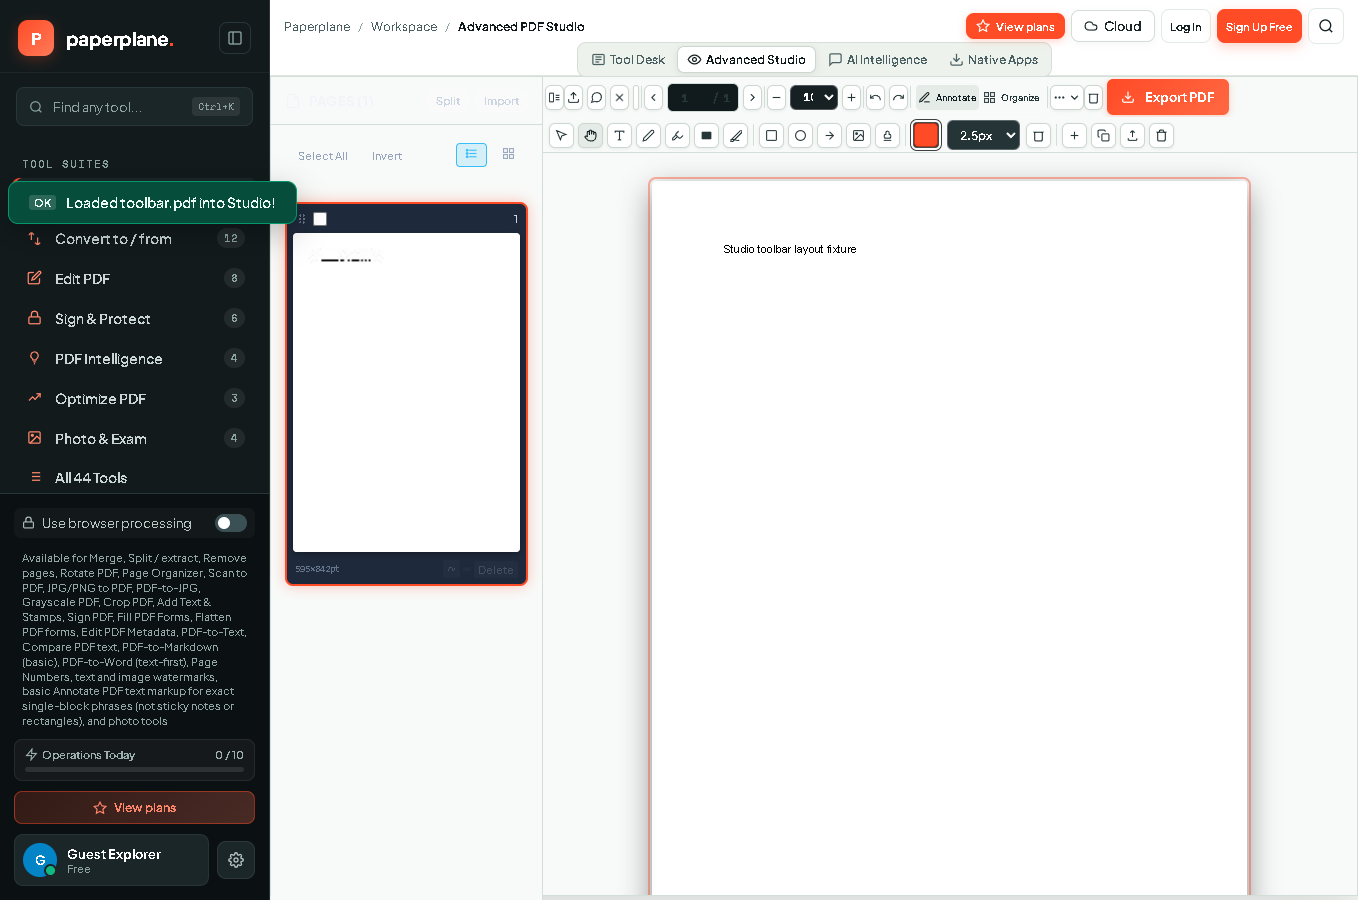 P paperplane.
Find any tool... Ctrl+K
TOOL SUITES
OK Loaded toolbar.pdf into Studio!
Convert to / from 12
Edit PDF 8
Sign & Protect 6
PDF Intelligence 4
Optimize PDF 3
Photo & Exam 4
All 44 Tools
Use browser processing
Available for Merge, Split / extract, Remove
pages, Rotate PDF, Page Organizer, Scan to
PDF, JPG/PNG to PDF, PDF-to-JPG,
Grayscale PDF, Crop PDF, Add Text &
Stamps, Sign PDF, Fill PDF Forms, Flatten
PDF forms, Edit PDF Metadata, PDF-to-Text,
Compare PDF text, PDF-to-Markdown
(basic), PDF-to-Word (text-first), Page
Numbers, text and image watermarks,
basic Annotate PDF text markup for exact
single-block phrases (not sticky notes or
rectangles), and photo tools
Operations Today 0 / 10
View plans
G Guest Explorer
Free
Paperplane / Workspace / Advanced PDF Studio
View plans Cloud Log In Sign Up Free
Tool Desk Advanced Studio AI Intelligence Native Apps
PAGES (1) Split Import
1 / 1 Annotate Organize Export PDF
Select All Invert
2.5px
1
595×842pt Delete
Studio toolbar layout fixture